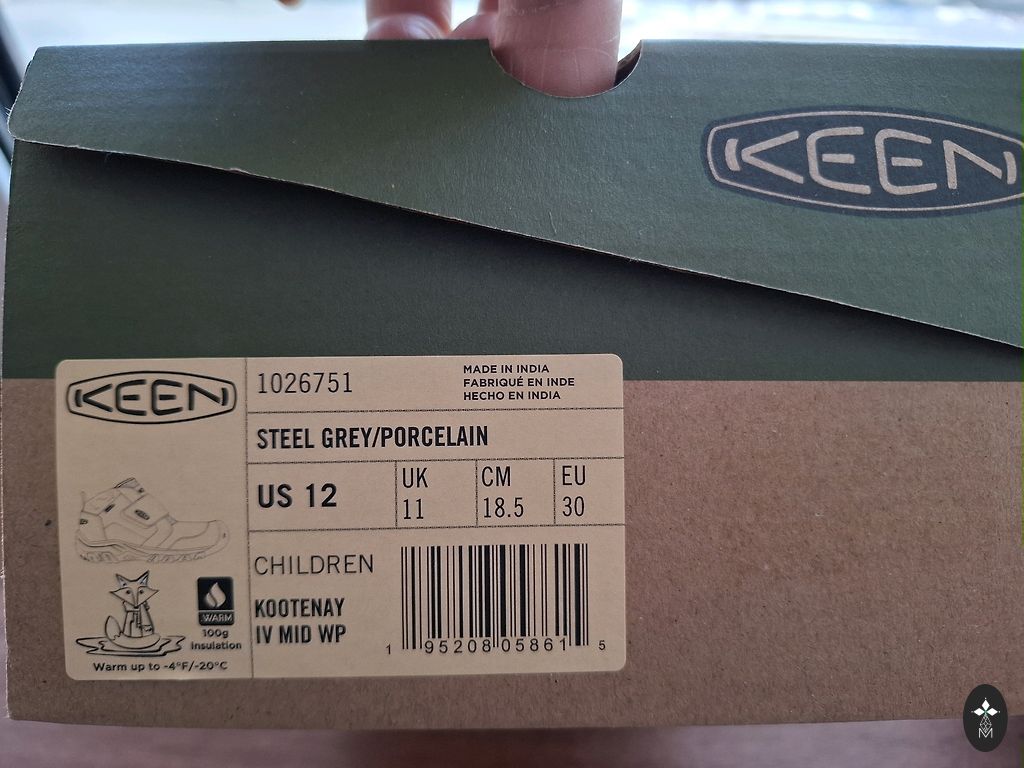 KEEN
KEEN
1026751
MADE IN INDIA
FABRIQUÉ EN INDE
HECHO EN INDIA
STEEL GREY/PORCELAIN
US 12
UK
11
CM
18.5
EU
30
CHILDREN
KOOTENAY
IV MID WP
WARM
100g
Insulation
Warm up to -4°F/-20°C
1 95208 05861 5
M